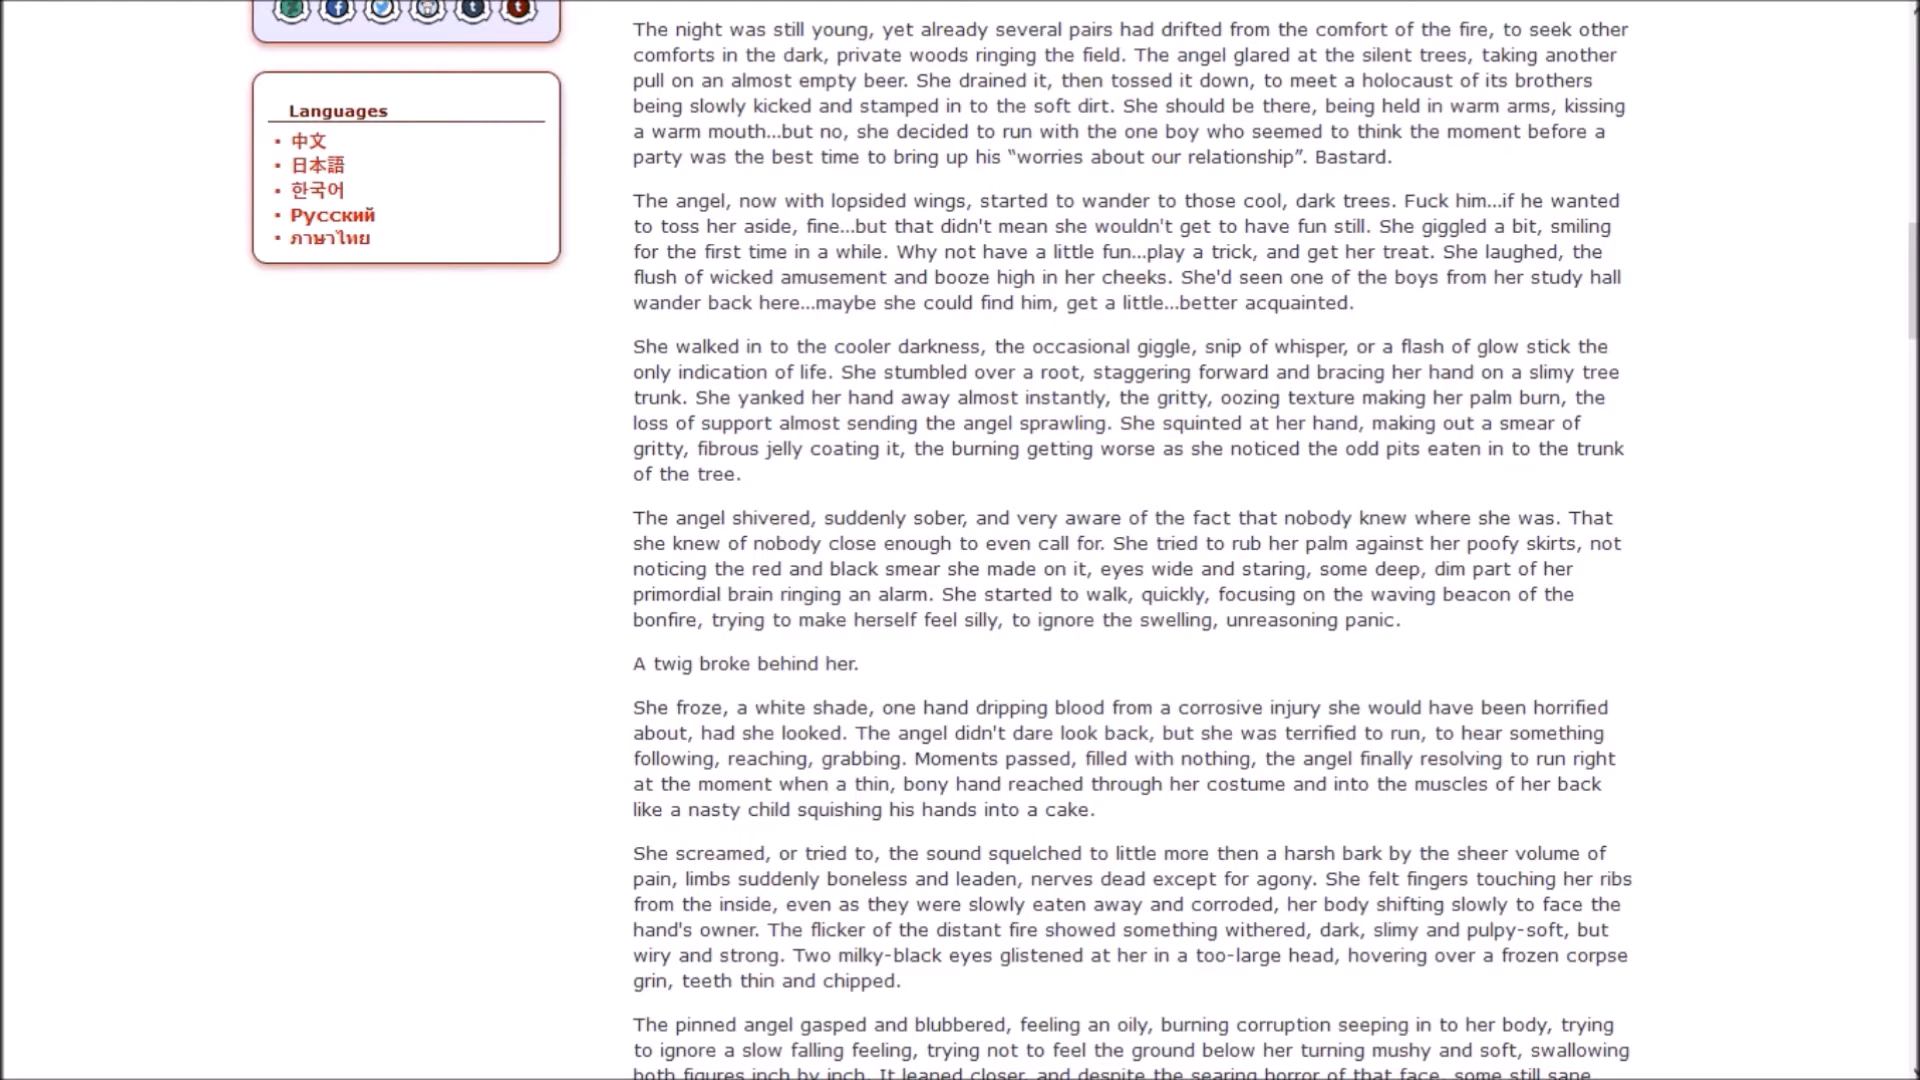 Languages
中文
日本語
한국어
Русский
ภาษาไทย
The night was still young, yet already several pairs had drifted from the comfort of the fire, to seek other
comforts in the dark, private woods ringing the field. The angel glared at the silent trees, taking another
pull on an almost empty beer. She drained it, then tossed it down, to meet a holocaust of its brothers
being slowly kicked and stamped in to the soft dirt. She should be there, being held in warm arms, kissing
a warm mouth…but no, she decided to run with the one boy who seemed to think the moment before a
party was the best time to bring up his “worries about our relationship”. Bastard.
The angel, now with lopsided wings, started to wander to those cool, dark trees. Fuck him…if he wanted
to toss her aside, fine…but that didn't mean she wouldn't get to have fun still. She giggled a bit, smiling
for the first time in a while. Why not have a little fun…play a trick, and get her treat. She laughed, the
flush of wicked amusement and booze high in her cheeks. She'd seen one of the boys from her study hall
wander back here…maybe she could find him, get a little…better acquainted.
She walked in to the cooler darkness, the occasional giggle, snip of whisper, or a flash of glow stick the
only indication of life. She stumbled over a root, staggering forward and bracing her hand on a slimy tree
trunk. She yanked her hand away almost instantly, the gritty, oozing texture making her palm burn, the
loss of support almost sending the angel sprawling. She squinted at her hand, making out a smear of
gritty, fibrous jelly coating it, the burning getting worse as she noticed the odd pits eaten in to the trunk
of the tree.
The angel shivered, suddenly sober, and very aware of the fact that nobody knew where she was. That
she knew of nobody close enough to even call for. She tried to rub her palm against her poofy skirts, not
noticing the red and black smear she made on it, eyes wide and staring, some deep, dim part of her
primordial brain ringing an alarm. She started to walk, quickly, focusing on the waving beacon of the
bonfire, trying to make herself feel silly, to ignore the swelling, unreasoning panic.
A twig broke behind her.
She froze, a white shade, one hand dripping blood from a corrosive injury she would have been horrified
about, had she looked. The angel didn't dare look back, but she was terrified to run, to hear something
following, reaching, grabbing. Moments passed, filled with nothing, the angel finally resolving to run right
at the moment when a thin, bony hand reached through her costume and into the muscles of her back
like a nasty child squishing his hands into a cake.
She screamed, or tried to, the sound squelched to little more then a harsh bark by the sheer volume of
pain, limbs suddenly boneless and leaden, nerves dead except for agony. She felt fingers touching her ribs
from the inside, even as they were slowly eaten away and corroded, her body shifting slowly to face the
hand's owner. The flicker of the distant fire showed something withered, dark, slimy and pulpy-soft, but
wiry and strong. Two milky-black eyes glistened at her in a too-large head, hovering over a frozen corpse
grin, teeth thin and chipped.
The pinned angel gasped and blubbered, feeling an oily, burning corruption seeping in to her body, trying
to ignore a slow falling feeling, trying not to feel the ground below her turning mushy and soft, swallowing
both figures inch by inch. It leaned closer, and despite the searing horror of that face, some still sane